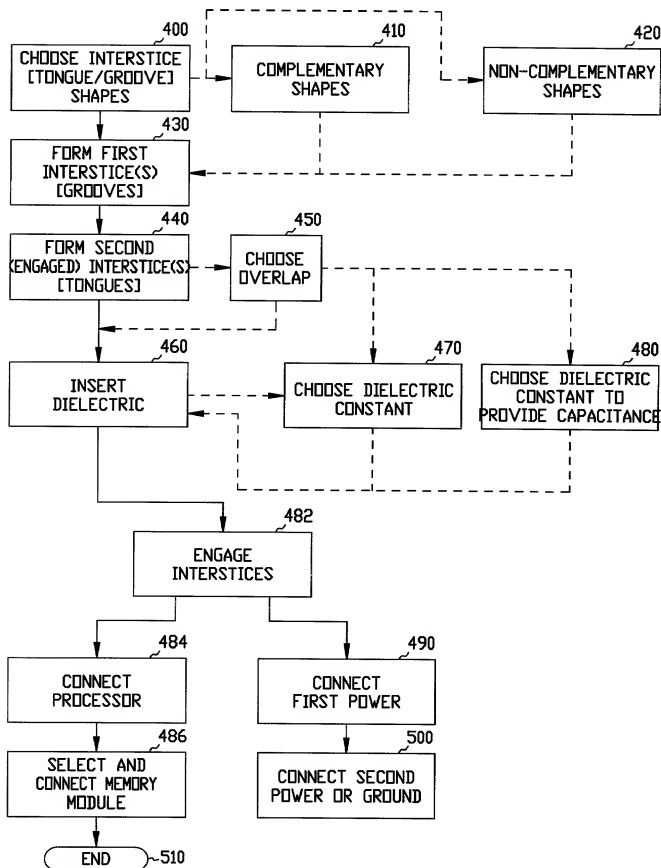 400
CHOOSE INTERSTICE
[TONGUE/GROOVE]
SHAPES
410
COMPLEMENTARY
SHAPES
420
NON-COMPLEMENTARY
SHAPES
430
FORM FIRST
INTERSTICE(S)
[GROOVES]
440
FORM SECOND
(ENGAGED) INTERSTICE(S)
[TONGUES]
450
CHOOSE
OVERLAP
460
INSERT
DIELECTRIC
470
CHOOSE DIELECTRIC
CONSTANT
480
CHOOSE DIELECTRIC
CONSTANT TO
PROVIDE CAPACITANCE
482
ENGAGE
INTERSTICES
484
CONNECT
PROCESSOR
490
CONNECT
FIRST POWER
486
SELECT AND
CONNECT MEMORY
MODULE
500
CONNECT SECOND
POWER OR GROUND
END
510